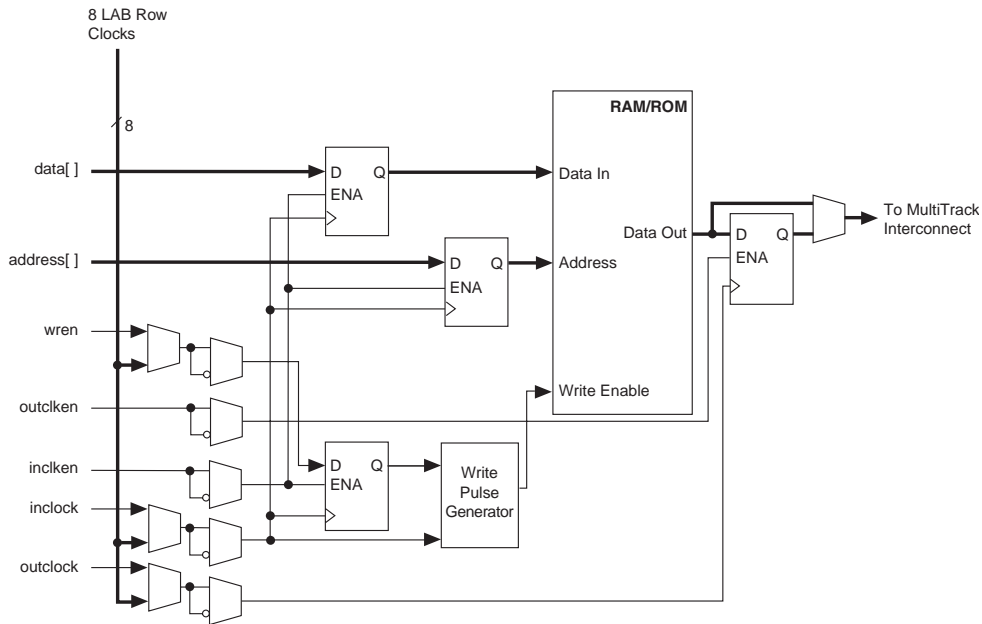 8 LAB Row
Clocks
8
RAM/ROM
data[ ]
D Q
ENA
Data In
To MultiTrack
Interconnect
Data Out
D Q
ENA
address[ ]
D Q
ENA
Address
wren
Write Enable
outclken
inclken
D Q
ENA
Write
Pulse
Generator
inclock
outclock